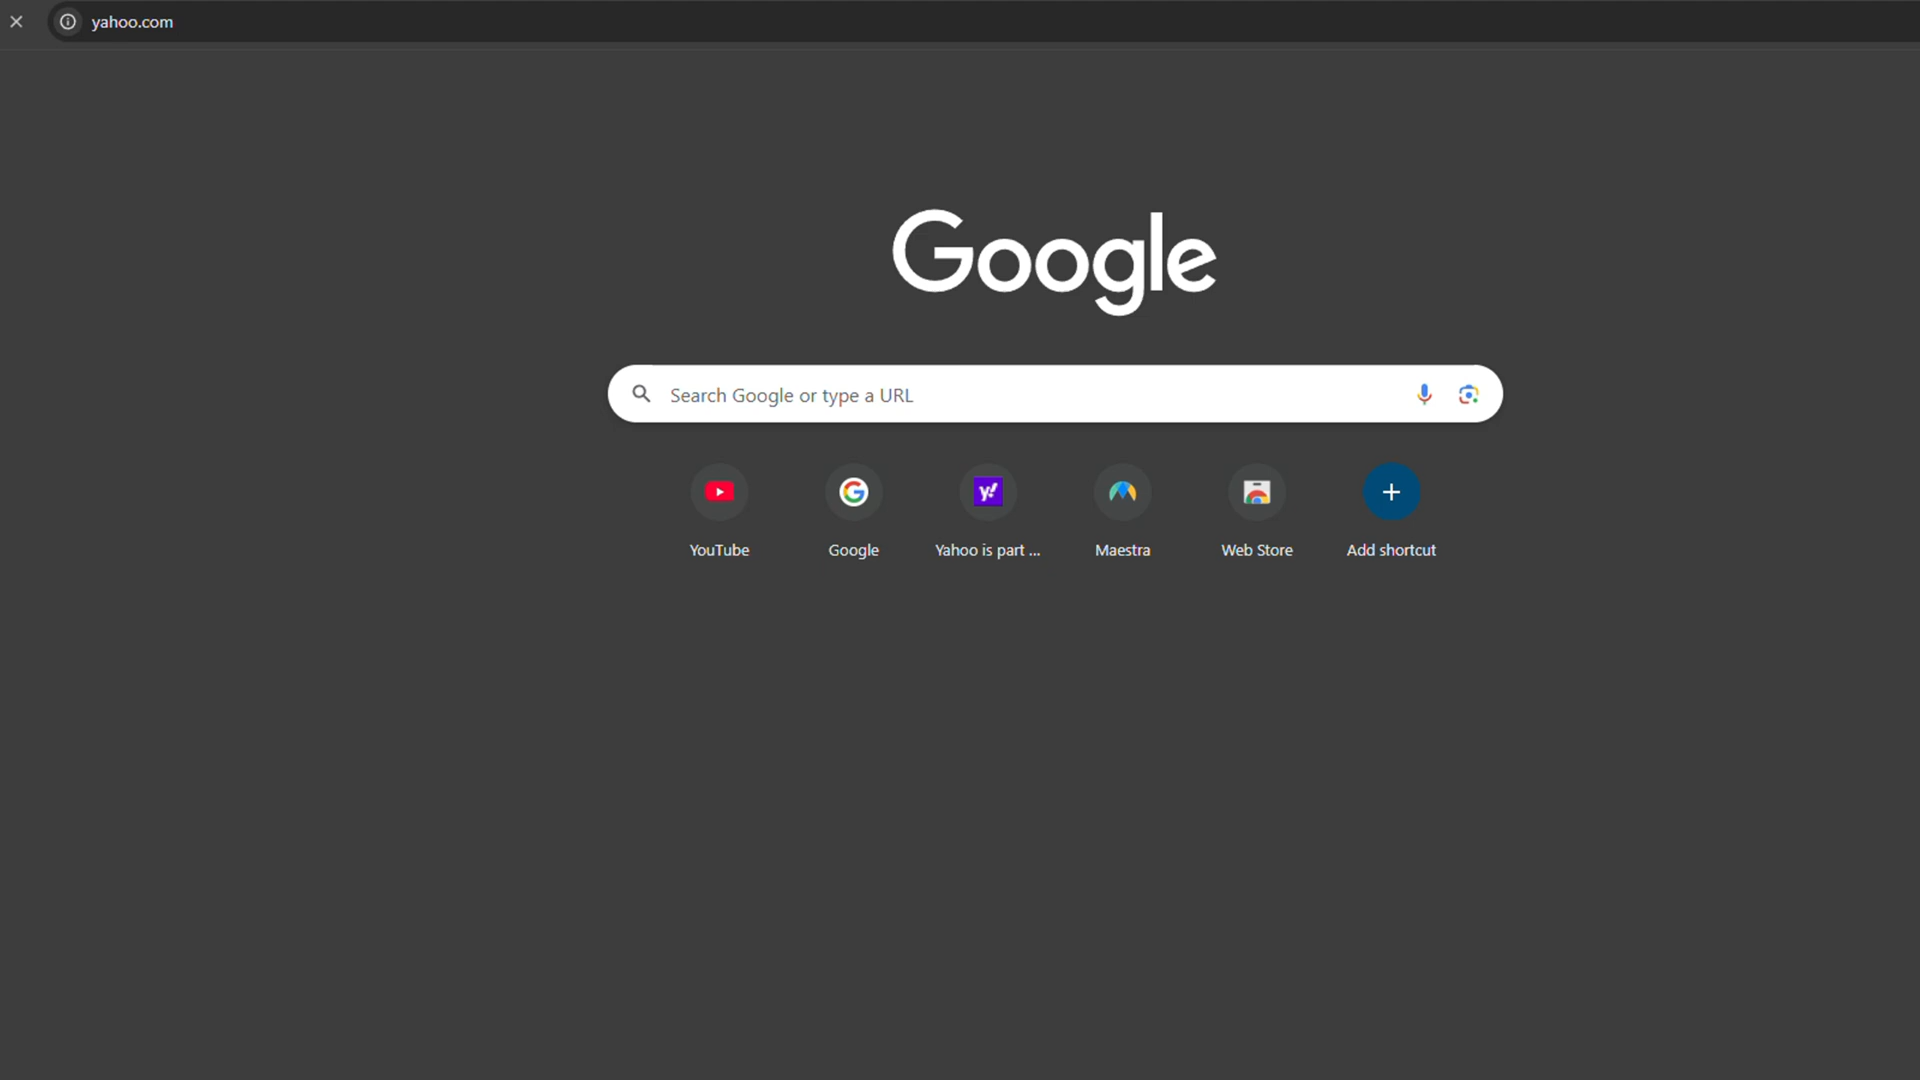 yahoo.com
Google
Search Google or type a URL
y!
YouTube
Google
Yahoo is part ...
Maestra
Web Store
Add shortcut